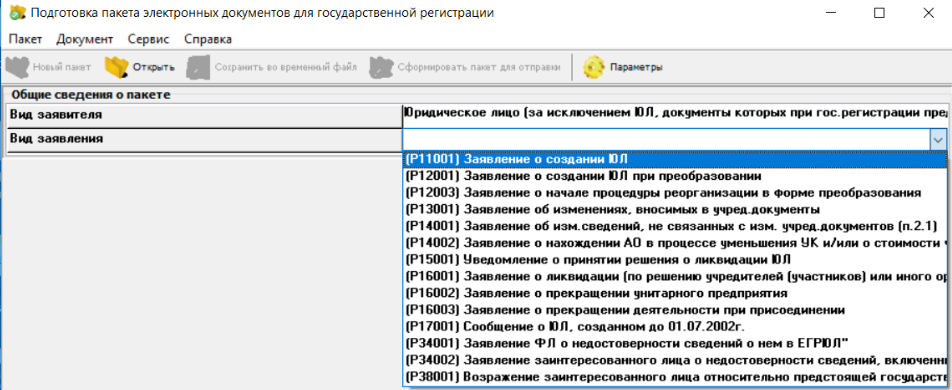 Подготовка пакета электронных документов для государственной регистрации
Пакет Документ Сервис Справка
Новый пакет Открыть Сохранить во временный файл Сформировать пакет для отправки Параметры
Общие сведения о пакете
Вид заявителя Юридическое лицо (за исключением ЮЛ, документы которых при гос.регистрации пред
Вид заявления
(Р11001) Заявление о создании ЮЛ
(Р12001) Заявление о создании ЮЛ при преобразовании
(Р12003) Заявление о начале процедуры реорганизации в форме преобразования
(Р13001) Заявление об изменениях, вносимых в учред.документы
(Р14001) Заявление об изм.сведений, не связанных с изм. учред.документов (п.2.1)
(Р14002) Заявление о нахождении АО в процессе уменьшения УК и/или о стоимости
(Р15001) Уведомление о принятии решения о ликвидации ЮЛ
(Р16001) Заявление о ликвидации (по решению учредителей (участников) или иного ор
(Р16002) Заявление о прекращении унитарного предприятия
(Р16003) Заявление о прекращении деятельности при присоединении
(Р17001) Сообщение о ЮЛ, созданном до 01.07.2002г.
(Р34001) Заявление ФЛ о недостоверности сведений о нем в ЕГРЮЛ"
(Р34002) Заявление заинтересованного лица о недостоверности сведений, включенн
(Р38001) Возражение заинтересованного лица относительно предстоящей государств